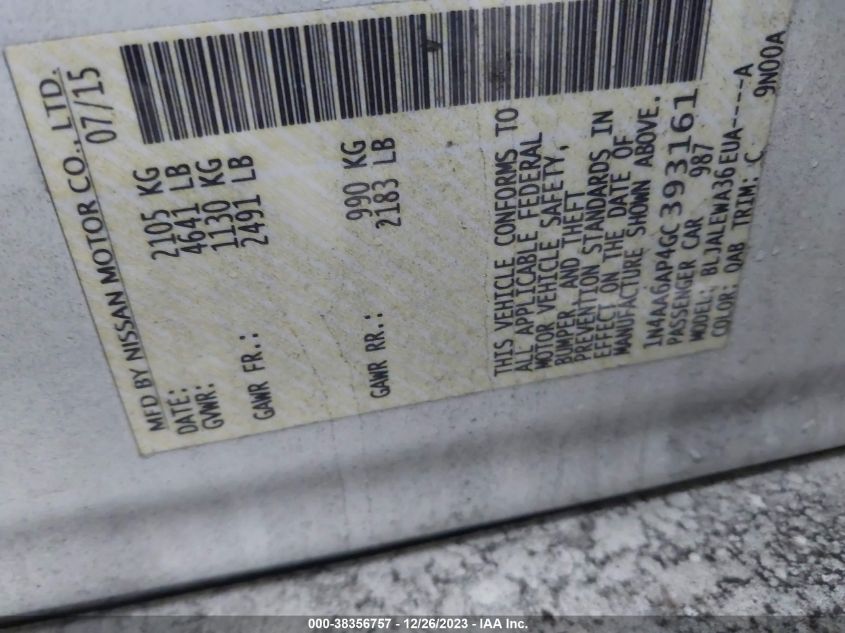 MFD BY NISSAN MOTOR CO., LTD.
DATE: 07/15
GVWR: 2105 KG
4641 LB
GAWR FR.: 1130 KG
2491 LB
GAWR RR.: 990 KG
2183 LB
THIS VEHICLE CONFORMS TO
ALL APPLICABLE FEDERAL
MOTOR VEHICLE SAFETY,
BUMPER AND THEFT
PREVENTION STANDARDS IN
EFFECT ON THE DATE OF
MANUFACTURE SHOWN ABOVE.
1N4AA6AP4GC393161
PASSENGER CAR 987
MODEL: BLJALEWA36EUA-----A
COLOR: QAB TRIM: C 9N00A
000-38356757 - 12/26/2023 - IAA Inc.